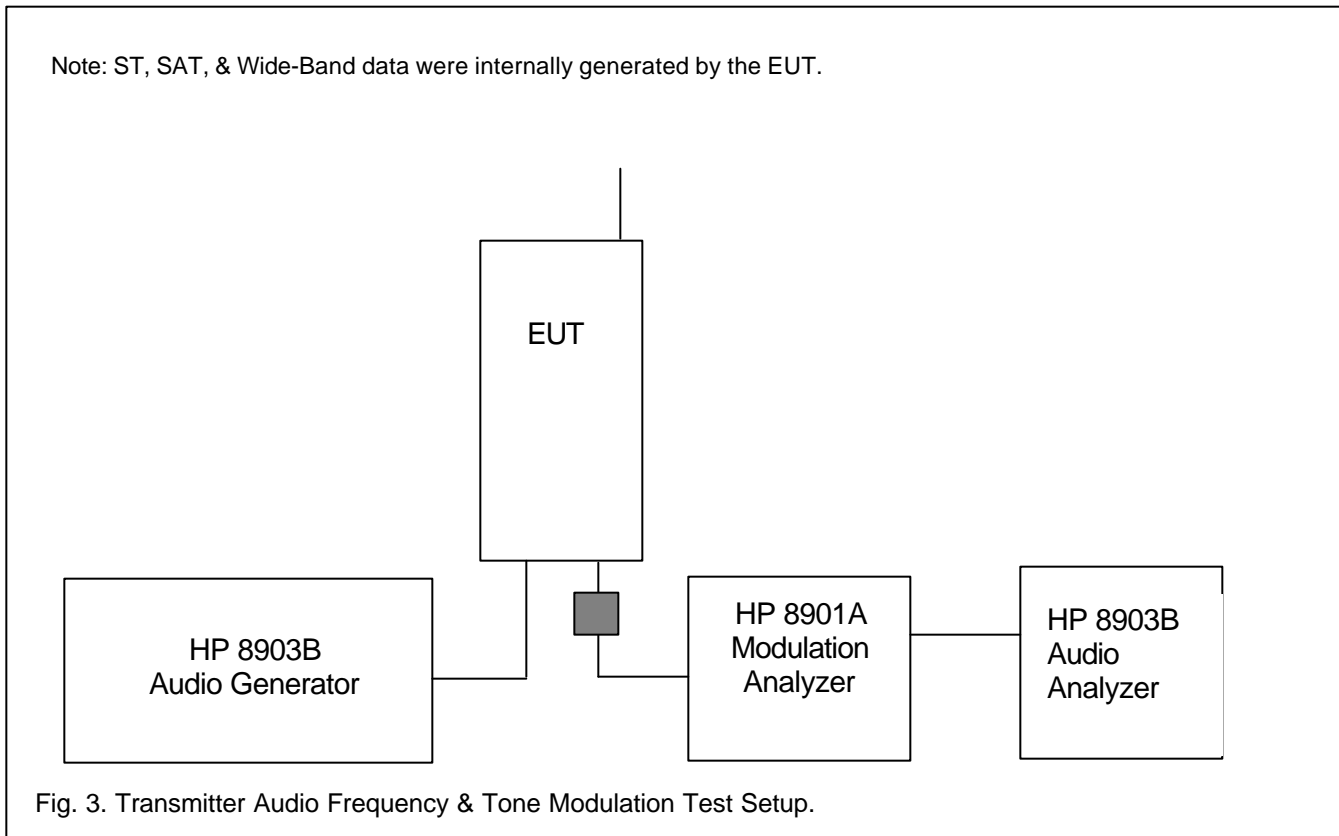 Note: ST, SAT, & Wide-Band data were internally generated by the EUT.
EUT
HP 8903B
Audio Generator
HP 8901A
Modulation
Analyzer
HP 8903B
Audio
Analyzer
Fig. 3. Transmitter Audio Frequency & Tone Modulation Test Setup.